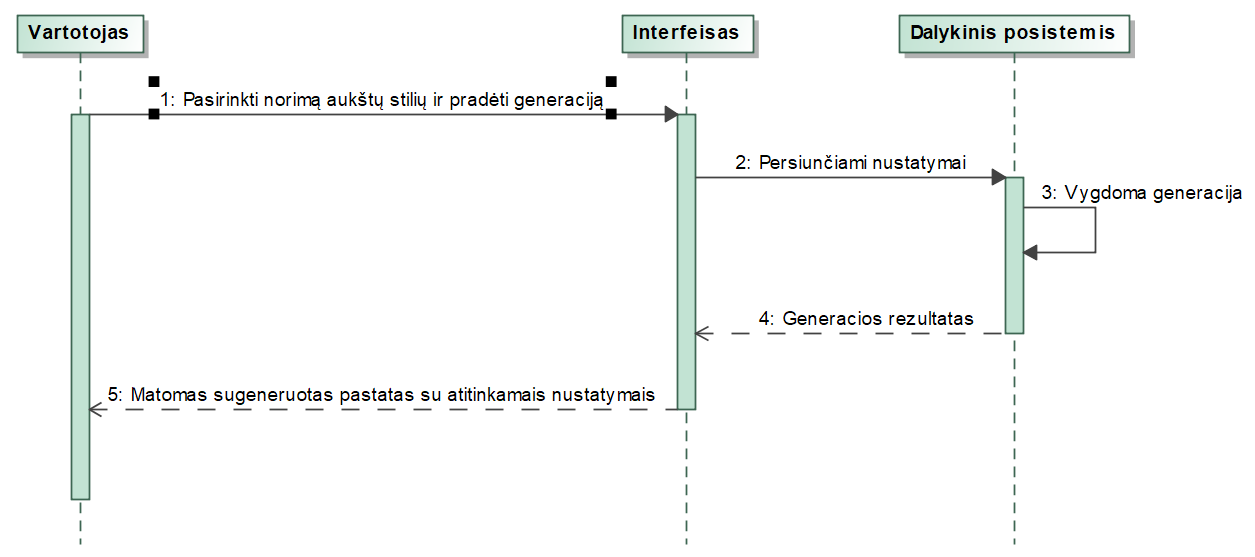 Vartotojas
Interfeisas
Dalykinis posistemis
1: Pasirinkti norimą aukštų stilių ir pradėti generaciją
2: Persiunčiami nustatymai
3: Vygdoma generacija
4: Generacios rezultatas
5: Matomas sugeneruotas pastatas su atitinkamais nustatymais